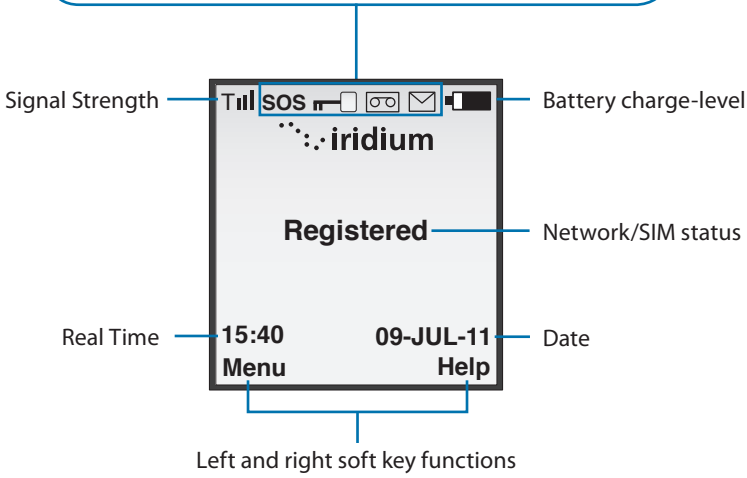 Signal Strength
SOS
Battery charge-level
iridium
Registered
Network/SIM status
Real Time
15:40
09-JUL-11
Date
Menu
Help
Left and right soft key functions